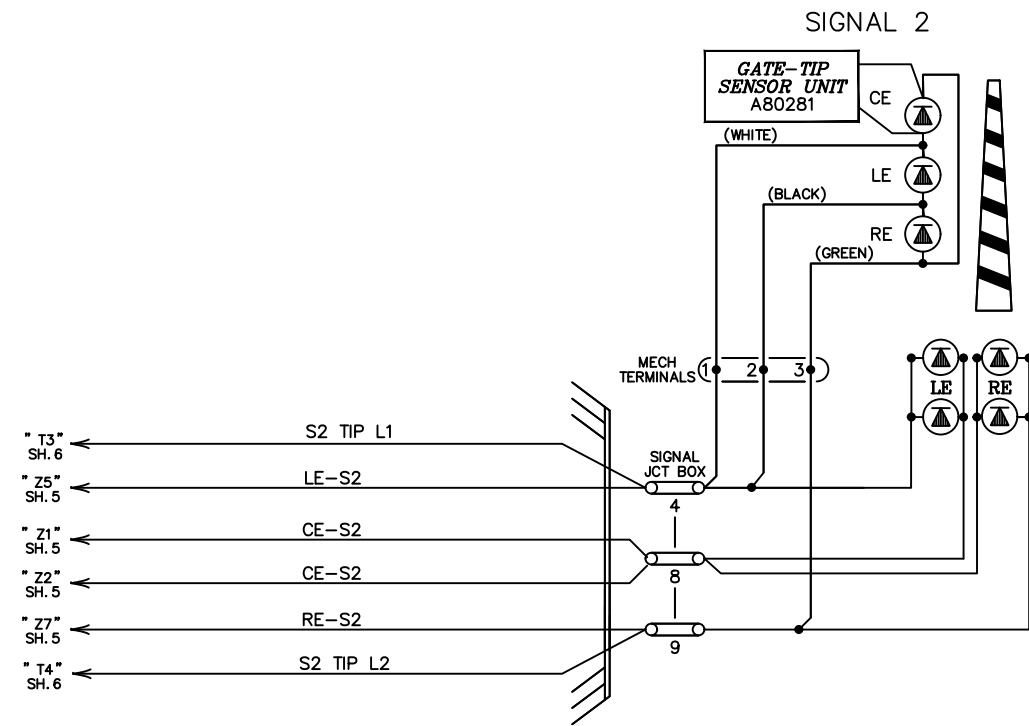 SIGNAL 2
GATE-TIP
SENSOR UNIT
A80281
CE
(WHITE)
LE
(BLACK)
RE
(GREEN)
MECH
TERMINALS
1
2
3
LE
RE
" T3"
SH.6
S2 TIP L1
SIGNAL
JCT BOX
" Z5"
SH.5
LE-S2
4
" Z1"
SH.5
CE-S2
" Z2"
SH.5
CE-S2
8
" Z7"
SH.5
RE-S2
9
" T4"
SH.6
S2 TIP L2